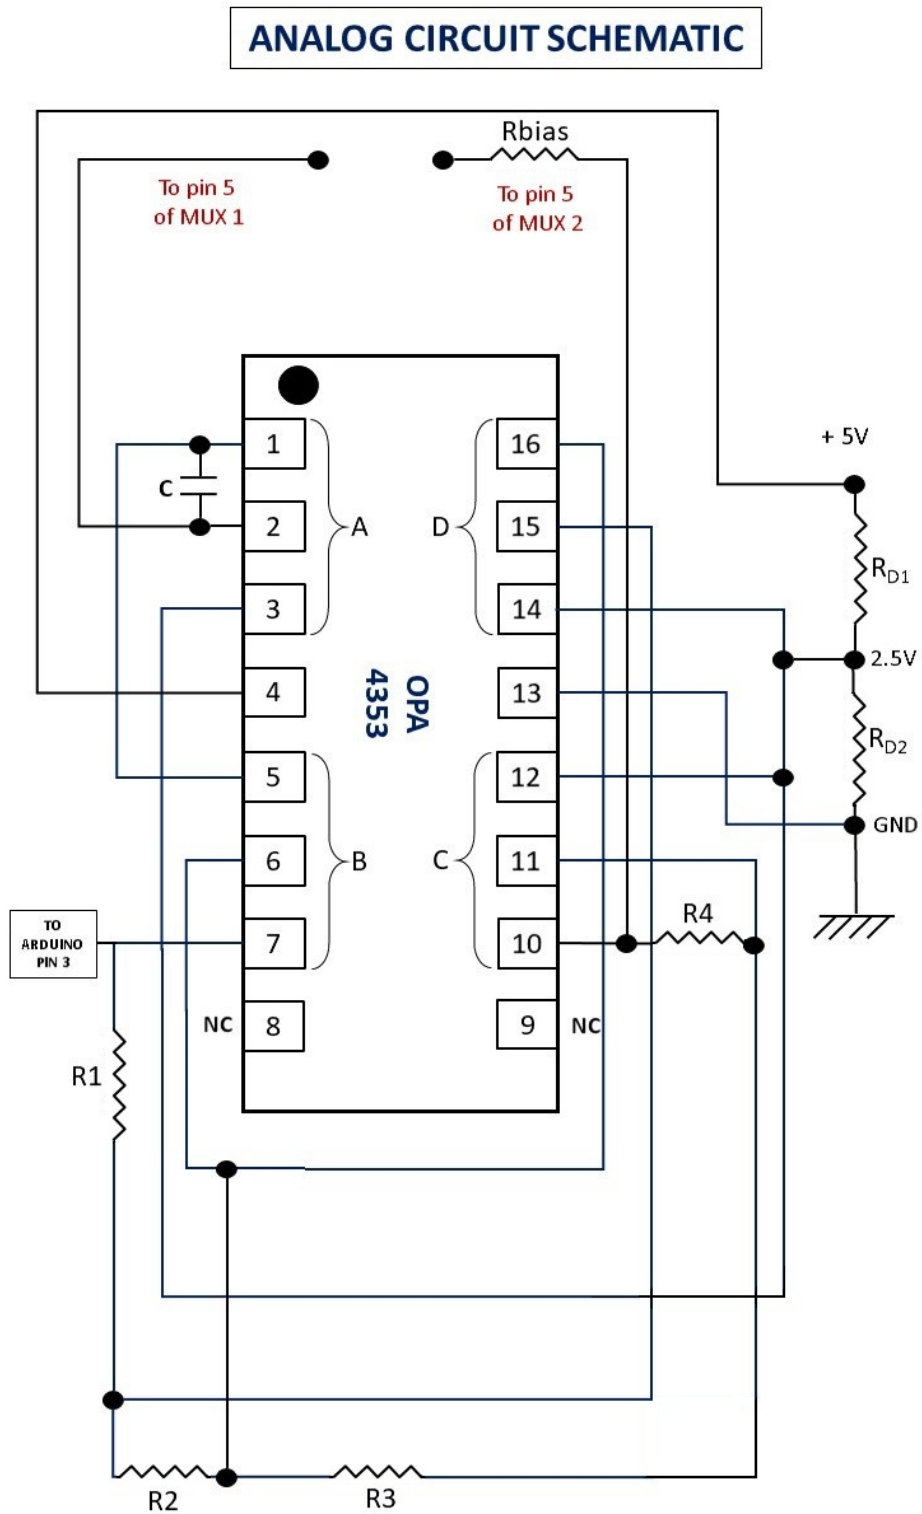 ANALOG CIRCUIT SCHEMATIC
Rbias
To pin 5
of MUX 1
To pin 5
of MUX 2
+ 5V
1
16
C
2
A
D
15
R_D1
3
14
2.5V
4
OPA
4353
13
R_D2
5
12
GND
6
B
C
11
TO
ARDUINO
PIN 3
7
10
R4
NC
8
9
NC
R1
R2
R3